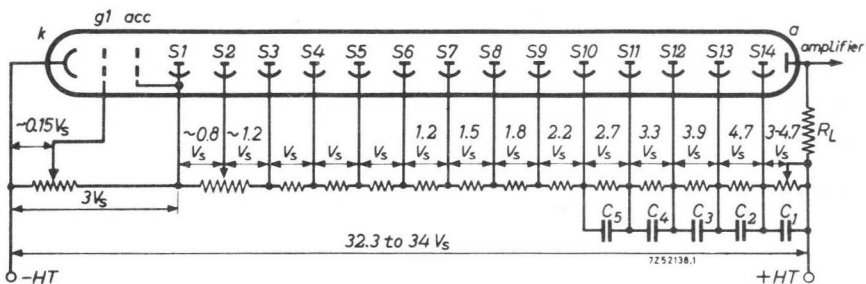 g1 acc
k
a
amplifier
S1 S2 S3 S4 S5 S6 S7 S8 S9 S10 S11 S12 S13 S14
~0.15Vs
~0.8 ~1.2 1.2 1.5 1.8 2.2 2.7 3.3 3.9 4.7 3-4.7
Vs Vs Vs Vs Vs Vs Vs Vs Vs Vs Vs Vs Vs Vs
RL
3Vs
C5 C4 C3 C2 C1
32.3 to 34 Vs
7Z52138.1
-HT
+HT